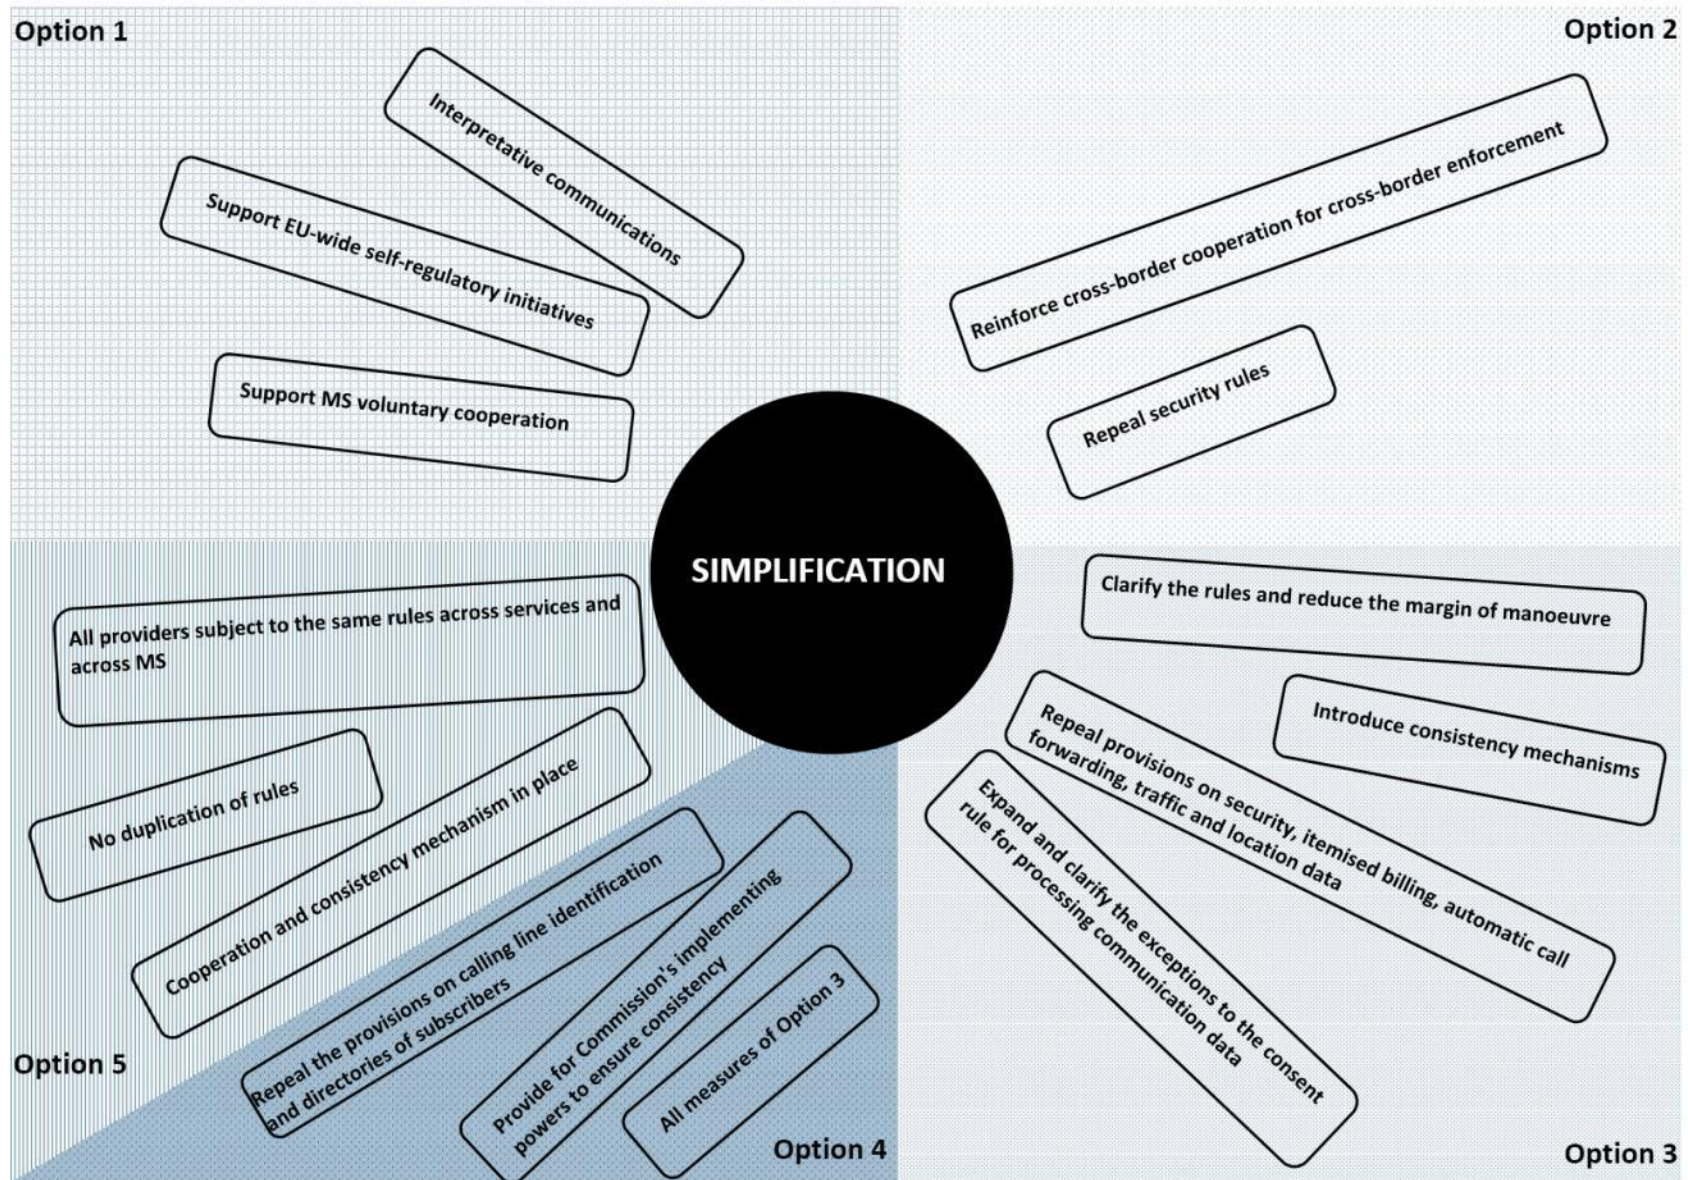 Option 1
Interpretative communications
Support EU-wide self-regulatory initiatives
Support MS voluntary cooperation
Option 2
Reinforce cross-border cooperation for cross-border enforcement
Repeal security rules
SIMPLIFICATION
Clarify the rules and reduce the margin of manoeuvre
Introduce consistency mechanisms
Repeal provisions on security, itemised billing, automatic call
forwarding, traffic and location data
Expand and clarify the exceptions to the consent
rule for processing communication data
Option 3
All providers subject to the same rules across services and
across MS
No duplication of rules
Cooperation and consistency mechanism in place
Option 5
Repeal the provisions on calling line identification
and directories of subscribers
Provide for Commission's implementing
powers to ensure consistency
All measures of Option 3
Option 4